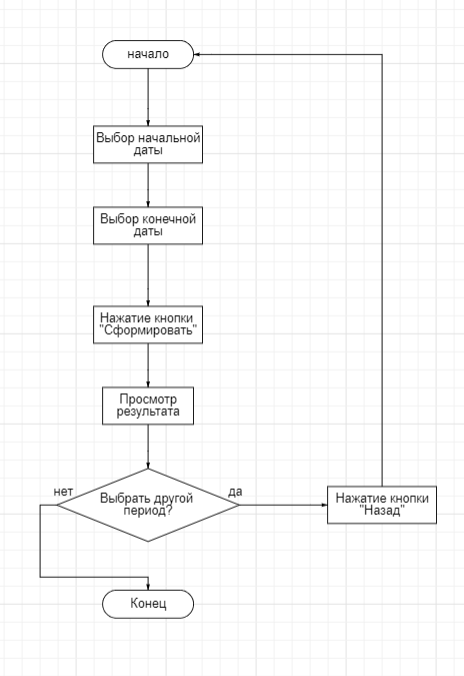 начало
Выбор начальной
даты
Выбор конечной
даты
Нажатие кнопки
"Сформировать"
Просмотр
результата
нет
Выбрать другой
период?
да
Нажатие кнопки
"Назад"
Конец